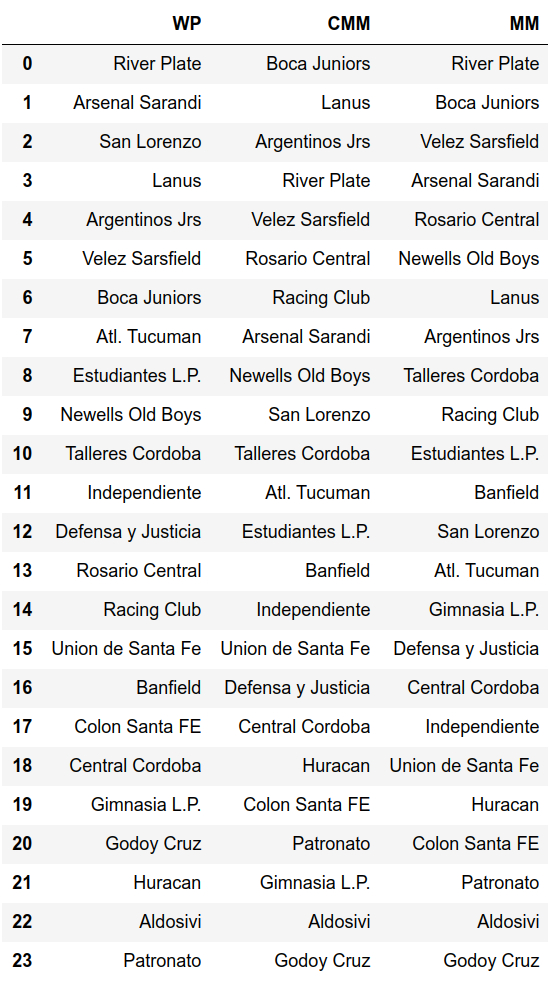 WP CMM MM
0 River Plate Boca Juniors River Plate
1 Arsenal Sarandi Lanus Boca Juniors
2 San Lorenzo Argentinos Jrs Velez Sarsfield
3 Lanus River Plate Arsenal Sarandi
4 Argentinos Jrs Velez Sarsfield Rosario Central
5 Velez Sarsfield Rosario Central Newells Old Boys
6 Boca Juniors Racing Club Lanus
7 Atl. Tucuman Arsenal Sarandi Argentinos Jrs
8 Estudiantes L.P. Newells Old Boys Talleres Cordoba
9 Newells Old Boys San Lorenzo Racing Club
10 Talleres Cordoba Talleres Cordoba Estudiantes L.P.
11 Independiente Atl. Tucuman Banfield
12 Defensa y Justicia Estudiantes L.P. San Lorenzo
13 Rosario Central Banfield Atl. Tucuman
14 Racing Club Independiente Gimnasia L.P.
15 Union de Santa Fe Union de Santa Fe Defensa y Justicia
16 Banfield Defensa y Justicia Central Cordoba
17 Colon Santa FE Central Cordoba Independiente
18 Central Cordoba Huracan Union de Santa Fe
19 Gimnasia L.P. Colon Santa FE Huracan
20 Godoy Cruz Patronato Colon Santa FE
21 Huracan Gimnasia L.P. Patronato
22 Aldosivi Aldosivi Aldosivi
23 Patronato Godoy Cruz Godoy Cruz